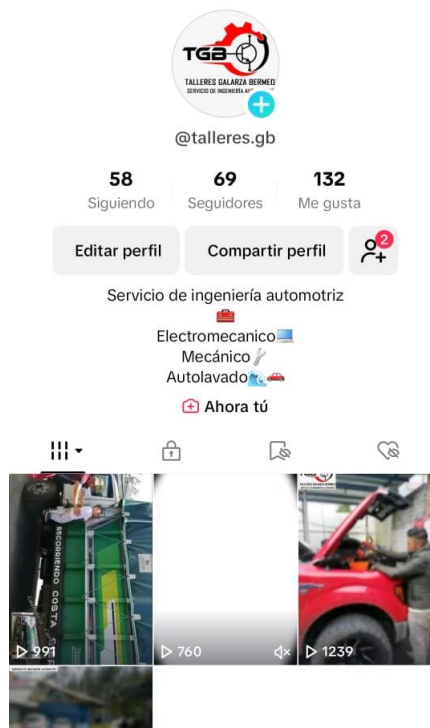 TGB
TALLERES GALARZA BERMEO
@talleres.gb
58
69
132
Siguiendo
Seguidores
Me gusta
Editar perfil
Compartir perfil
2
Servicio de ingeniería automotriz
Electromecanico
Mecánico
Autolavado
Ahora tú
RECORRIENDO COSTA
991
760
1239